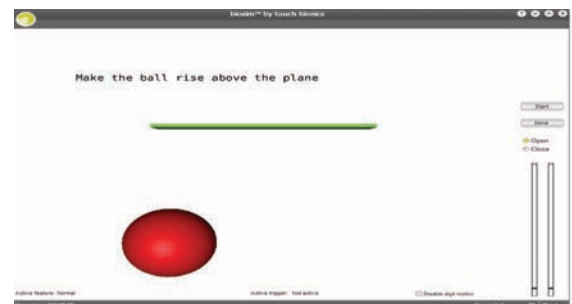 biosim™ by touch bionics
Make the ball rise above the plane
Start
Done
Open
Close
Active feature: Normal
Active trigger: Not active
Disable digit motion